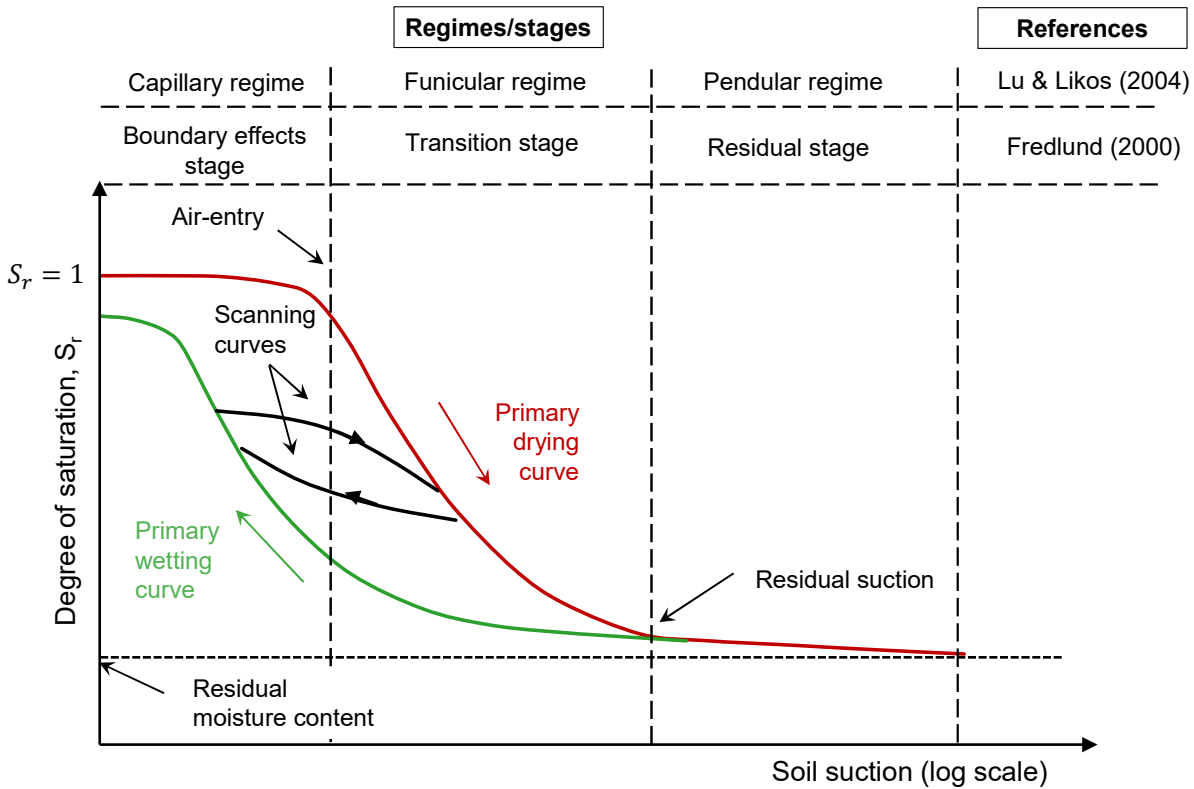 Regimes/stages
References
Capillary regime
Funicular regime
Pendular regime
Lu & Likos (2004)
Boundary effects
stage
Transition stage
Residual stage
Fredlund (2000)
Air-entry
S_r = 1
Scanning
curves
Primary
drying
curve
Degree of saturation, S_r
Primary
wetting
curve
Residual suction
Residual
moisture content
Soil suction (log scale)